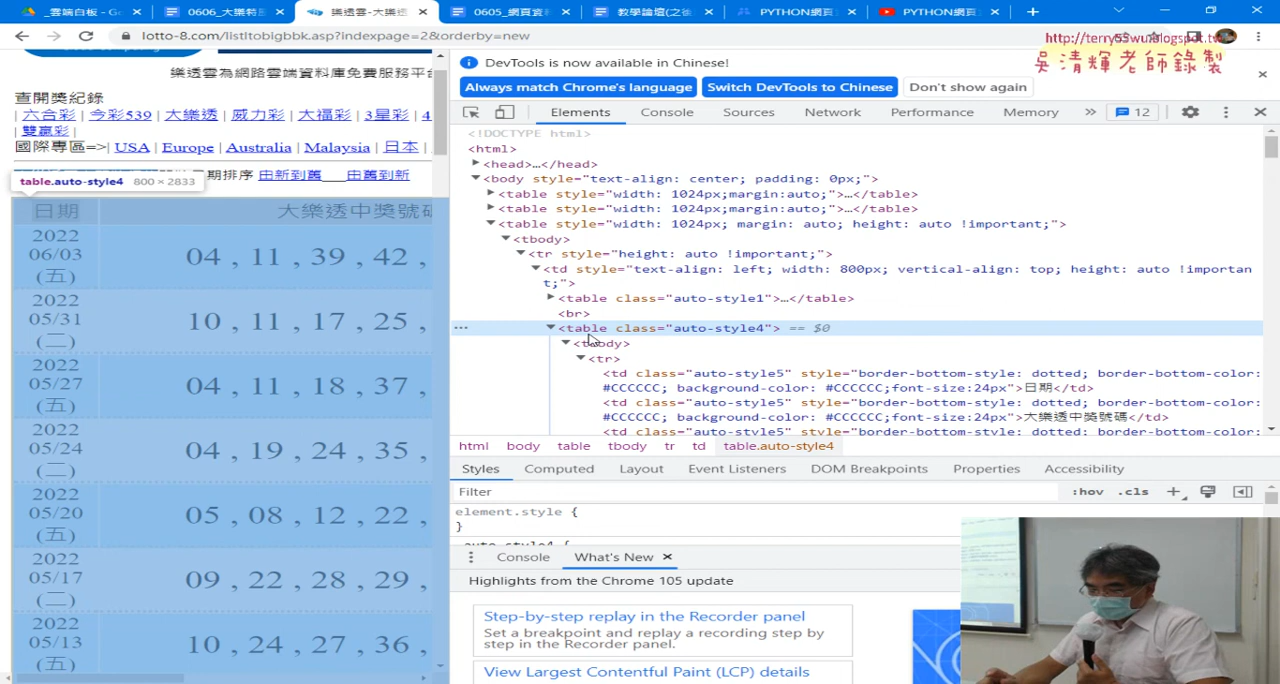 _雲端白板 - Go
0606_大樂特
樂透雲-大樂透
0605_網頁資料
教學論壇(之後
PYTHON網頁
PYTHON網頁
lotto-8.com/listltobigbbk.asp?indexpage=2&orderby=new
http://terry55wu.blogspot.tw
吳清輝老師錄製
樂透雲為網路雲端資料庫免費服務平台
查開獎紀錄
| 六合彩 | 今彩539 | 大樂透 | 威力彩 | 大福彩 | 3星彩 | 4
| 雙贏彩 |
國際專區=>| USA | Europe | Australia | Malaysia | 日本 |
期排序 由新到舊 由舊到新
table.auto-style4 800 × 2833
日期 大樂透中獎號碼
2022
06/03
(五)
04 , 11 , 39 , 42 ,
2022
05/31
(二)
10 , 11 , 17 , 25 ,
2022
05/27
(五)
04 , 11 , 18 , 37 ,
2022
05/24
(二)
04 , 19 , 24 , 35 ,
2022
05/20
(五)
05 , 08 , 12 , 22 ,
2022
05/17
(二)
09 , 22 , 28 , 29 ,
2022
05/13
(五)
10 , 24 , 27 , 36 ,
DevTools is now available in Chinese!
Always match Chrome's language
Switch DevTools to Chinese
Don't show again
Elements Console Sources Network Performance Memory » 12
<!DOCTYPE html>
<html>
<head>…</head>
<body style="text-align: center; padding: 0px;">
<table style="width: 1024px;margin:auto;">…</table>
<table style="width: 1024px;margin:auto;">…</table>
<table style="width: 1024px; margin: auto; height: auto !important;">
<tbody>
<tr style="height: auto !important;">
<td style="text-align: left; width: 800px; vertical-align: top; height: auto !importan
t;">
<table class="auto-style1">…</table>
<br>
<table class="auto-style4"> == $0
<tbody>
<tr>
<td class="auto-style5" style="border-bottom-style: dotted; border-bottom-color:
#CCCCCC; background-color: #CCCCCC;font-size:24px">日期</td>
<td class="auto-style5" style="border-bottom-style: dotted; border-bottom-color:
#CCCCCC; background-color: #CCCCCC;font-size:24px">大樂透中獎號碼</td>
<td class="auto-style5" style="border-bottom-style: dotted; border-bottom-color:
html body table tbody tr td table.auto-style4
Styles Computed Layout Event Listeners DOM Breakpoints Properties Accessibility
Filter
:hov .cls +
element.style {
}
.auto-style4 {
Console What's New ×
Highlights from the Chrome 105 update
Step-by-step replay in the Recorder panel
Set a breakpoint and replay a recording step by
step in the Recorder panel.
View Largest Contentful Paint (LCP) details